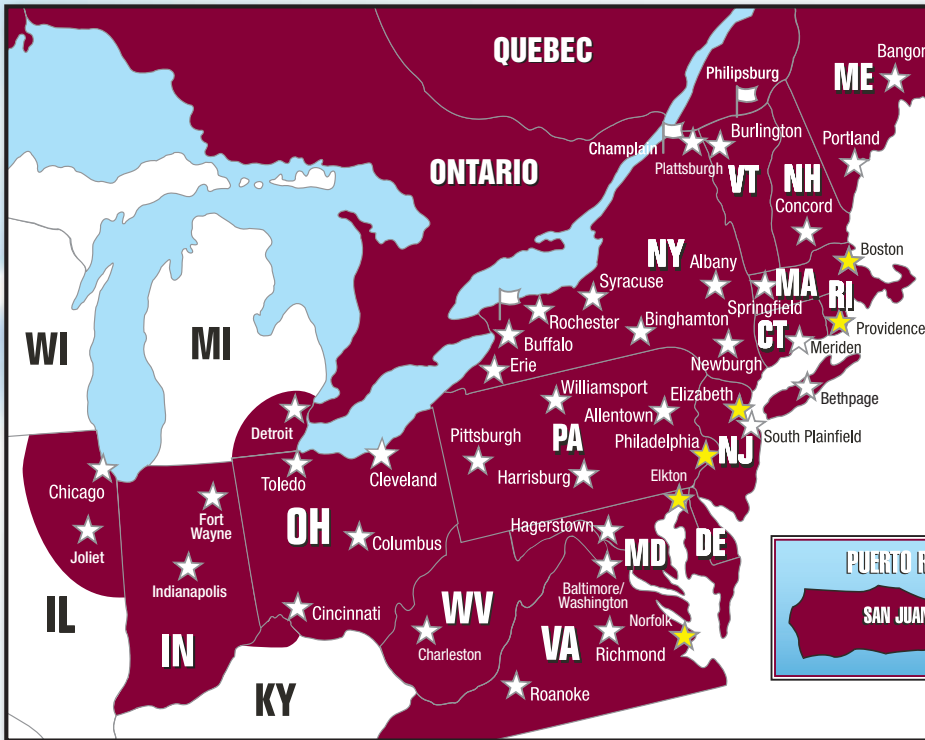 QUEBEC
Bangor
ME
Philipsburg
Champlain
Burlington
Plattsburgh
Portland
ONTARIO
VT
NH
Concord
NY
Albany
Boston
Syracuse
MA
Springfield
RI
Rochester
Binghamton
CT
Providence
WI
MI
Buffalo
Newburgh
Meriden
Erie
Williamsport
Elizabeth
Bethpage
Detroit
Allentown
PA
Pittsburgh
Philadelphia
NJ
South Plainfield
Chicago
Toledo
Cleveland
Harrisburg
Elkton
Fort
Wayne
OH
Hagerstown
Joliet
Columbus
MD
DE
Indianapolis
Baltimore/
Washington
PUERTO R
IL
Cincinnati
WV
Norfolk
SAN JUAN
IN
Charleston
VA
Richmond
KY
Roanoke